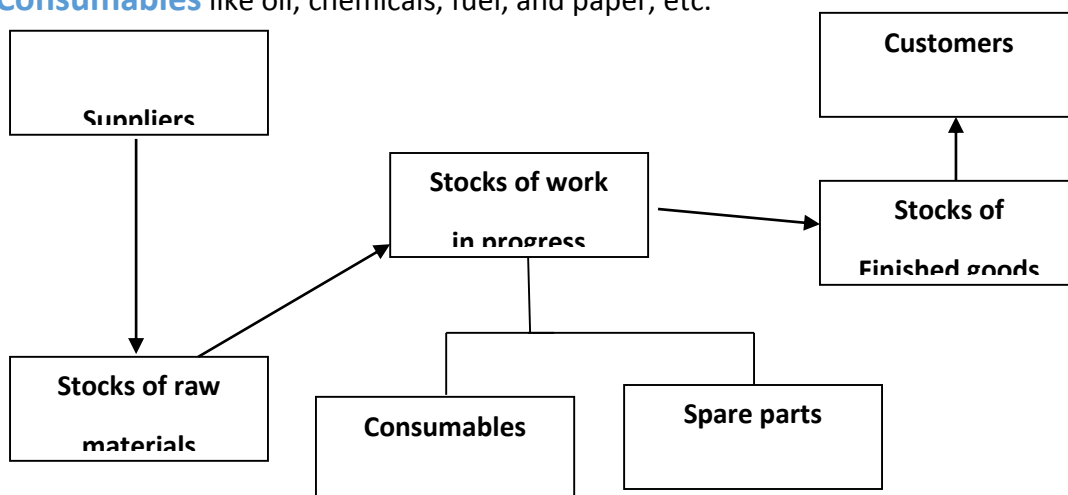 Consumables like oil, chemicals, fuel, and paper, etc.
Customers
Suppliers
Stocks of work
in progress
Stocks of
Finished goods
Stocks of raw
materials
Consumables
Spare parts